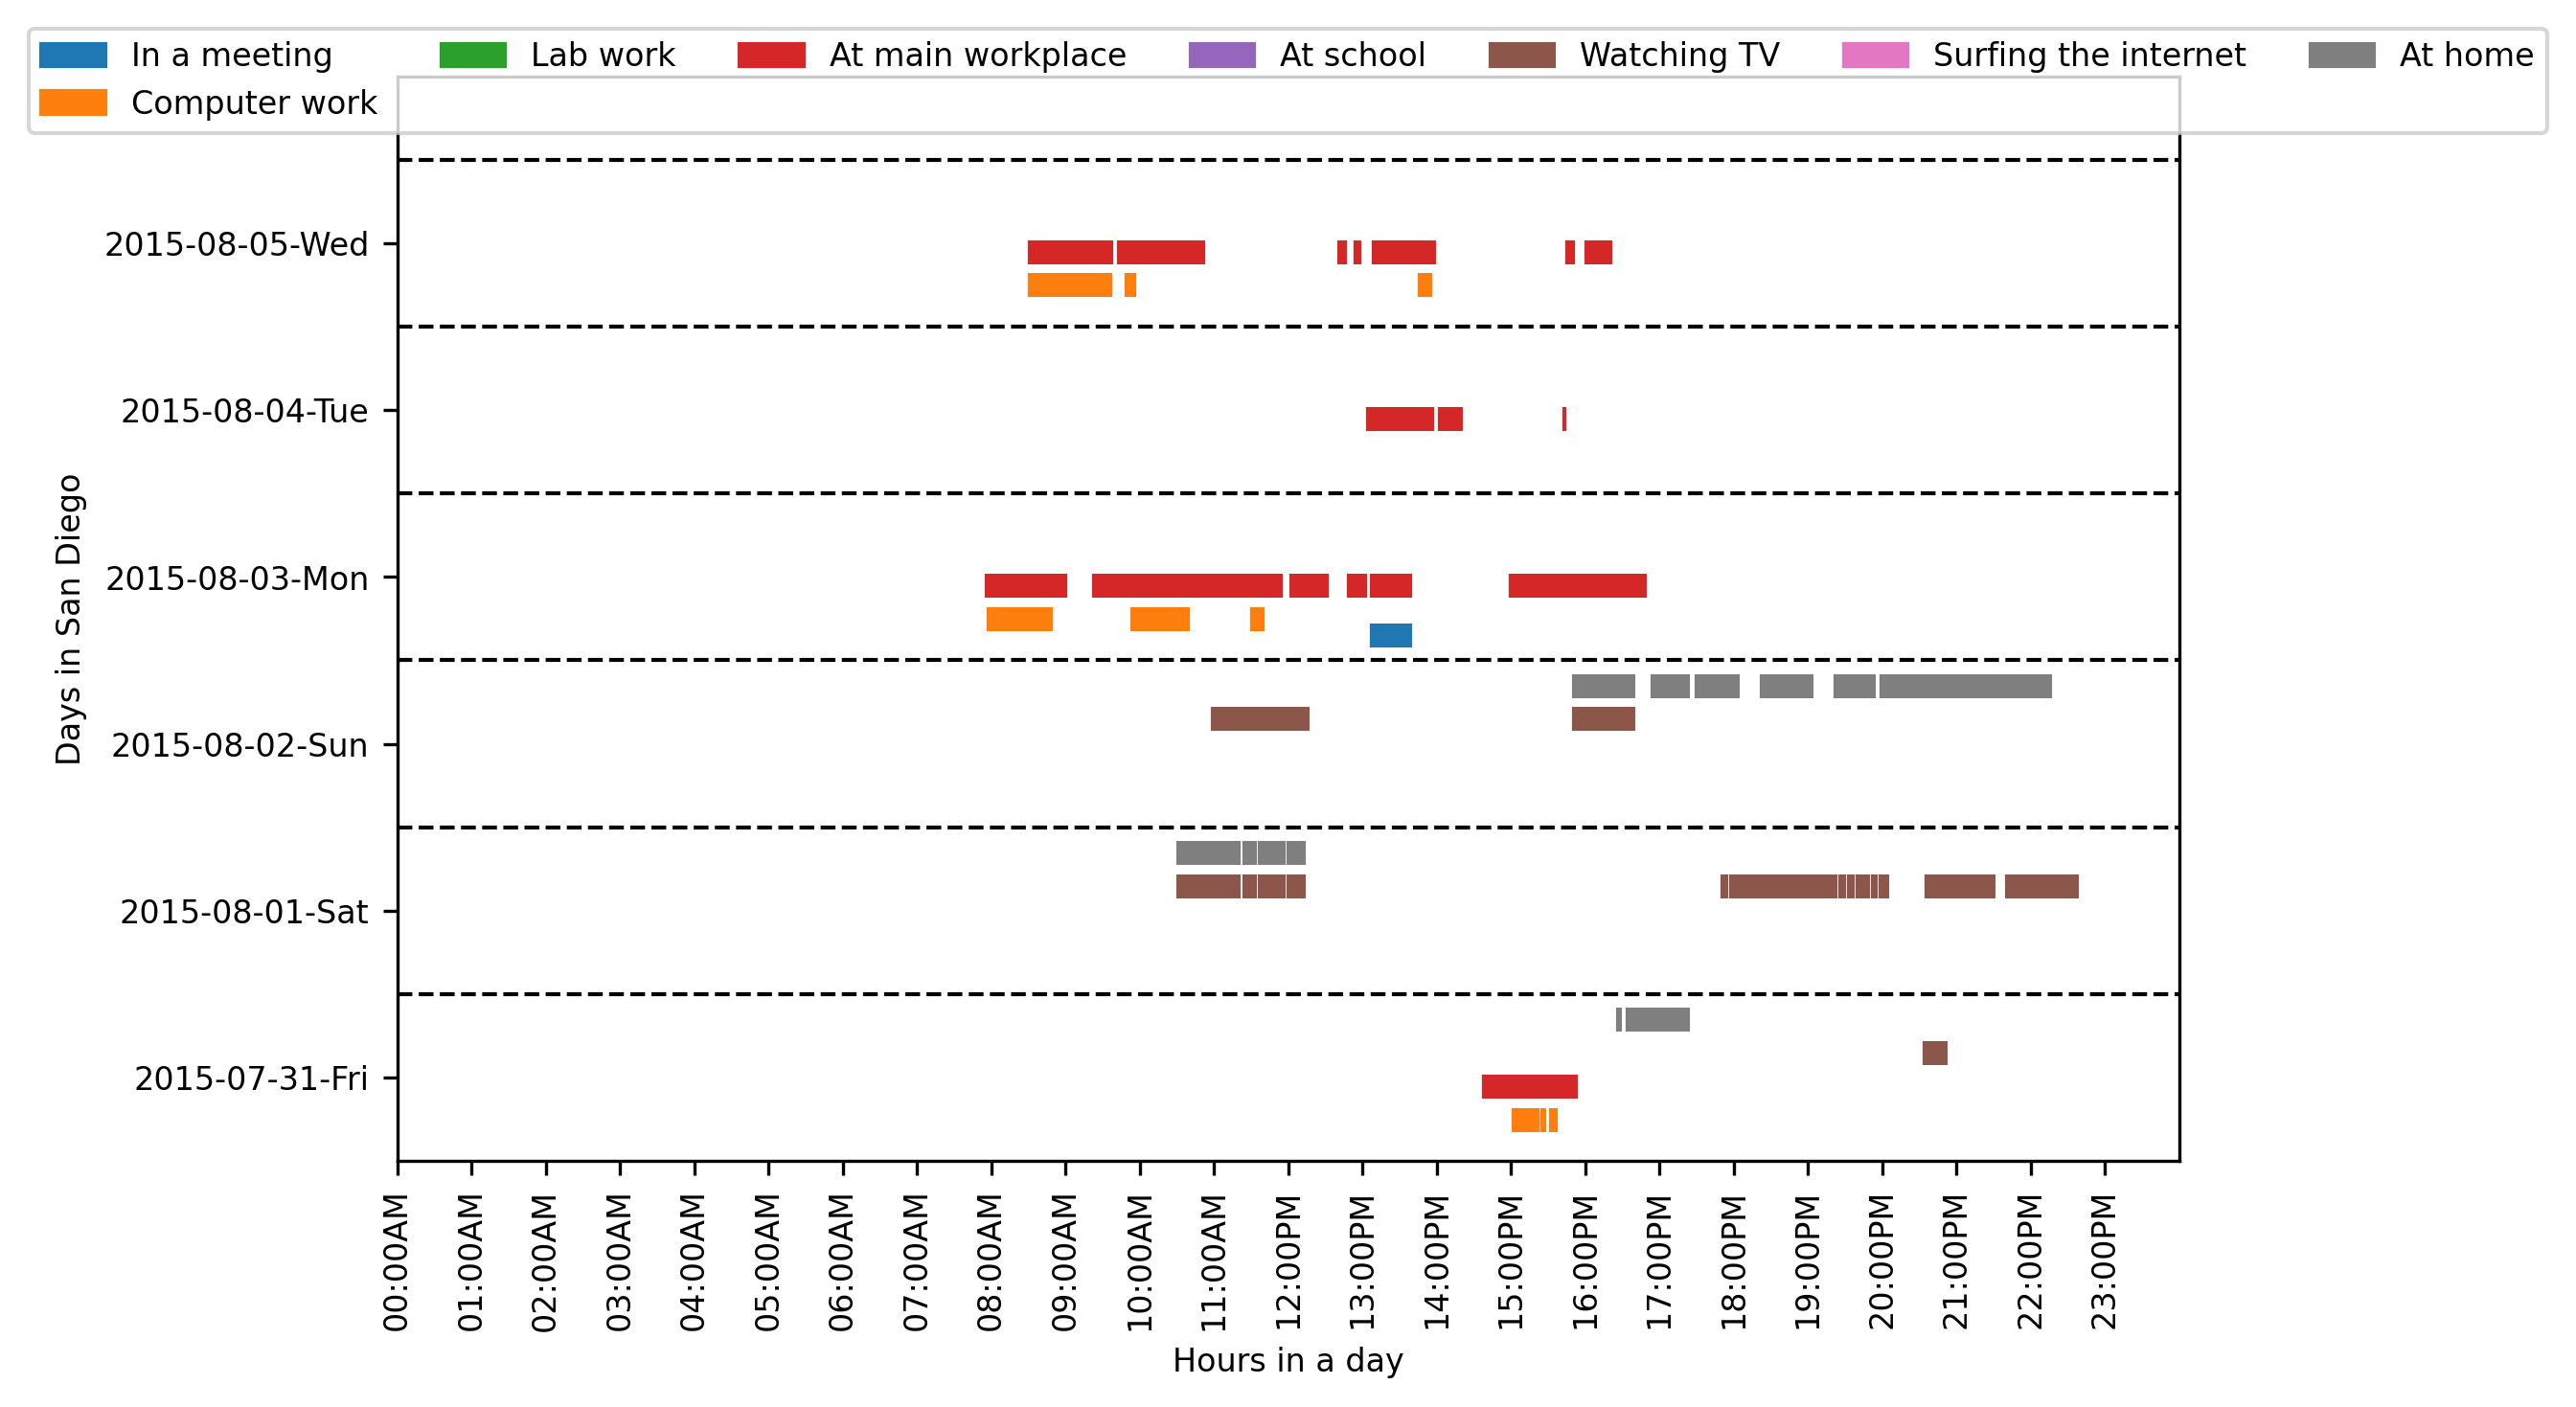 In a meeting
Computer work
Lab work
At main workplace
At school
Watching TV
Surfing the internet
At home
Days in San Diego
2015-08-05-Wed
2015-08-04-Tue
2015-08-03-Mon
2015-08-02-Sun
2015-08-01-Sat
2015-07-31-Fri
00:00AM
01:00AM
02:00AM
03:00AM
04:00AM
05:00AM
06:00AM
07:00AM
08:00AM
09:00AM
10:00AM
11:00AM
12:00PM
13:00PM
14:00PM
15:00PM
16:00PM
17:00PM
18:00PM
19:00PM
20:00PM
21:00PM
22:00PM
23:00PM
Hours in a day